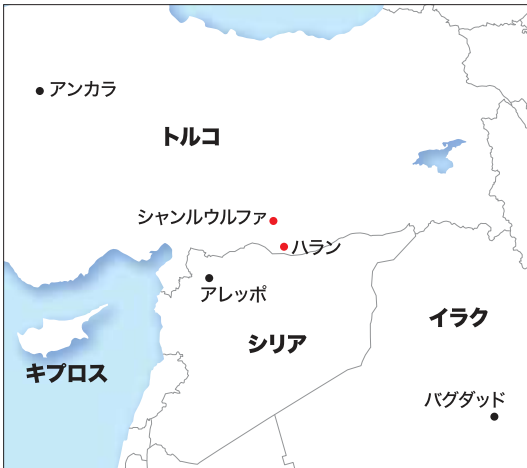 アンカラ
トルコ
シャンルウルファ
ハラン
アレッポ
イラク
シリア
キプロス
バグダッド